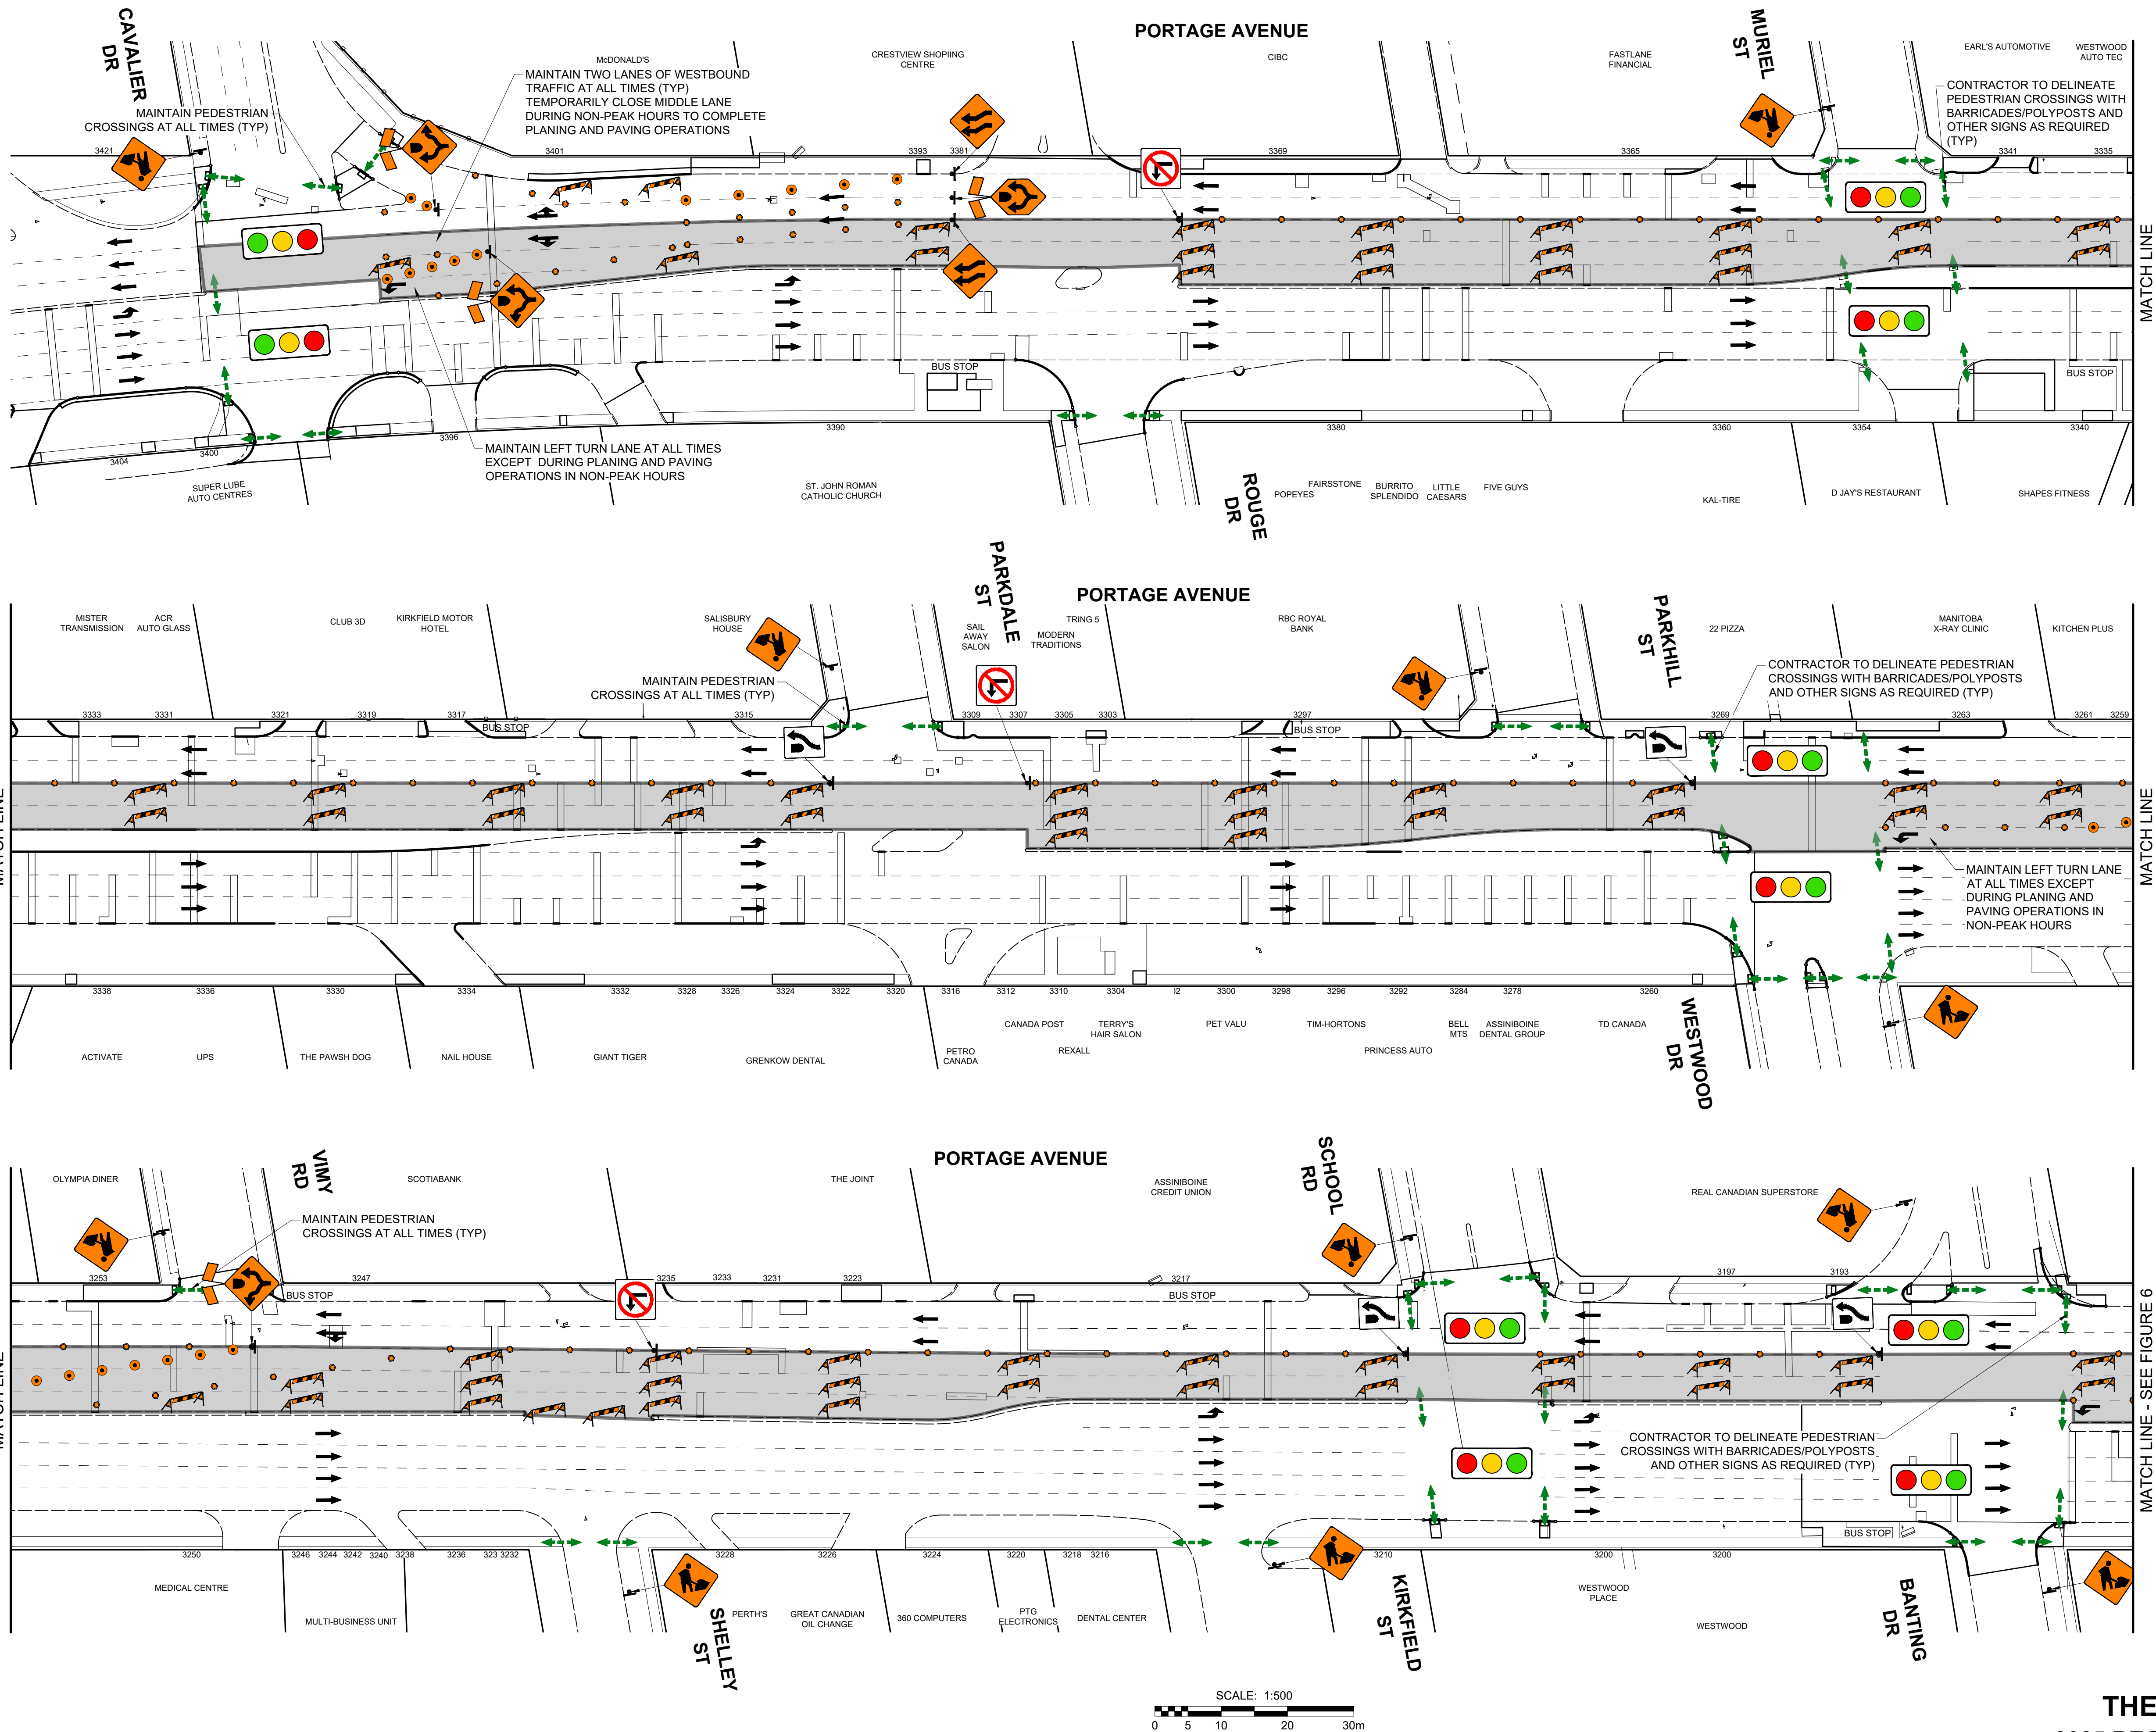 PORTAGE AVENUE
CAVALIER
DR
MURIEL
ST
McDONALD'S
CRESTVIEW SHOPIING
CENTRE
CIBC
FASTLANE
FINANCIAL
EARL'S AUTOMOTIVE
WESTWOOD
AUTO TEC
MAINTAIN PEDESTRIAN
CROSSINGS AT ALL TIMES (TYP)
MAINTAIN TWO LANES OF WESTBOUND
TRAFFIC AT ALL TIMES (TYP)
TEMPORARILY CLOSE MIDDLE LANE
DURING NON-PEAK HOURS TO COMPLETE
PLANING AND PAVING OPERATIONS
CONTRACTOR TO DELINEATE
PEDESTRIAN CROSSINGS WITH
BARRICADES/POLYPOSTS AND
OTHER SIGNS AS REQUIRED
(TYP)
3421
3401
3393
3381
3369
3365
3341
3335
MATCH LINE
BUS STOP
BUS STOP
3404
3400
3396
3390
3380
3360
3354
3340
MAINTAIN LEFT TURN LANE AT ALL TIMES
EXCEPT DURING PLANING AND PAVING
OPERATIONS IN NON-PEAK HOURS
SUPER LUBE
AUTO CENTRES
ST. JOHN ROMAN
CATHOLIC CHURCH
ROUGE
DR
POPEYES
FAIRSSTONE
BURRITO
SPLENDIDO
LITTLE
CAESARS
FIVE GUYS
KAL-TIRE
D JAY'S RESTAURANT
SHAPES FITNESS
PORTAGE AVENUE
PARKDALE
ST
PARKHILL
ST
MISTER
TRANSMISSION
ACR
AUTO GLASS
CLUB 3D
KIRKFIELD MOTOR
HOTEL
SALISBURY
HOUSE
SAIL
AWAY
SALON
MODERN
TRADITIONS
TRING 5
RBC ROYAL
BANK
22 PIZZA
MANITOBA
X-RAY CLINIC
KITCHEN PLUS
MAINTAIN PEDESTRIAN
CROSSINGS AT ALL TIMES (TYP)
CONTRACTOR TO DELINEATE PEDESTRIAN
CROSSINGS WITH BARRICADES/POLYPOSTS
AND OTHER SIGNS AS REQUIRED (TYP)
3333
3331
3321
3319
3317
3315
3309
3307
3305
3303
3297
3269
3263
3261
3259
BUS STOP
BUS STOP
MATCH LINE
MAINTAIN LEFT TURN LANE
AT ALL TIMES EXCEPT
DURING PLANING AND
PAVING OPERATIONS IN
NON-PEAK HOURS
3338
3336
3330
3334
3332
3328
3326
3324
3322
3320
3316
3312
3310
3304
3300
3298
3296
3292
3284
3278
3260
ACTIVATE
UPS
THE PAWSH DOG
NAIL HOUSE
GIANT TIGER
GRENKOW DENTAL
PETRO
CANADA
CANADA POST
REXALL
TERRY'S
HAIR SALON
PET VALU
TIM-HORTONS
PRINCESS AUTO
BELL
MTS
ASSINIBOINE
DENTAL GROUP
TD CANADA
WESTWOOD
DR
PORTAGE AVENUE
VIMY
RD
SCHOOL
RD
OLYMPIA DINER
SCOTIABANK
THE JOINT
ASSINIBOINE
CREDIT UNION
REAL CANADIAN SUPERSTORE
MAINTAIN PEDESTRIAN
CROSSINGS AT ALL TIMES (TYP)
3253
3247
3235
3233
3231
3223
3217
3197
3193
BUS STOP
BUS STOP
CONTRACTOR TO DELINEATE PEDESTRIAN
CROSSINGS WITH BARRICADES/POLYPOSTS
AND OTHER SIGNS AS REQUIRED (TYP)
MATCH LINE - SEE FIGURE 6
BUS STOP
3250
3246
3244
3242
3240
3238
3236
323
3232
3228
3226
3224
3220
3218
3216
3210
3200
3200
MEDICAL CENTRE
MULTI-BUSINESS UNIT
SHELLEY
ST
PERTH'S
GREAT CANADIAN
OIL CHANGE
360 COMPUTERS
PTG
ELECTRONICS
DENTAL CENTER
KIRKFIELD
ST
WESTWOOD
PLACE
WESTWOOD
BANTING
DR
SCALE: 1:500
0 5 10 20 30m
THE